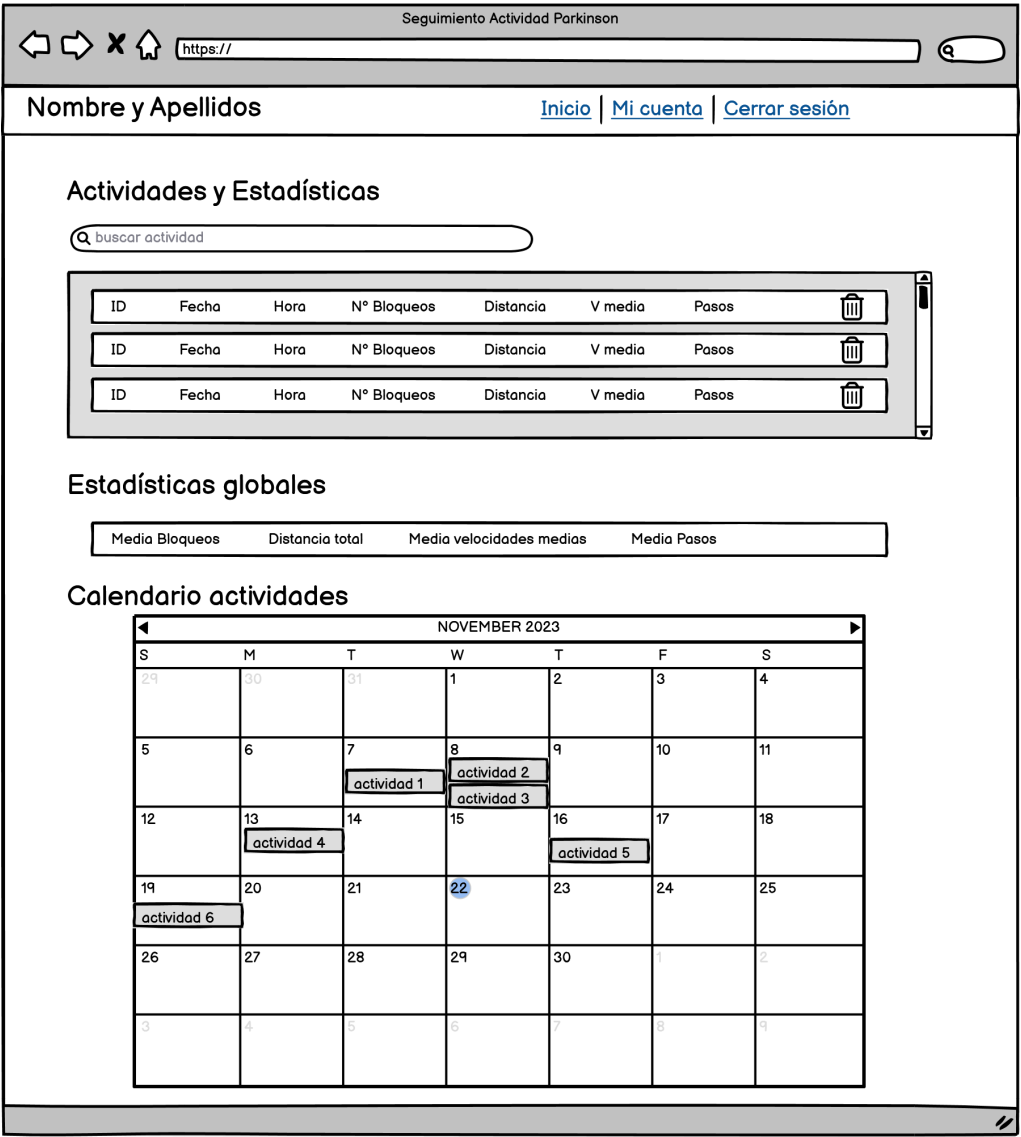 Seguimiento Actividad Parkinson
https://
Nombre y Apellidos Inicio Mi cuenta Cerrar sesión
Actividades y Estadísticas
buscar actividad
ID Fecha Hora Nº Bloqueos Distancia V media Pasos
ID Fecha Hora Nº Bloqueos Distancia V media Pasos
ID Fecha Hora Nº Bloqueos Distancia V media Pasos
Estadísticas globales
Media Bloqueos Distancia total Media velocidades medias Media Pasos
Calendario actividades
NOVEMBER 2023
S M T W T F S
29 30 31 1 2 3 4
5 6 7 8 9 10 11
actividad 2
actividad 1
actividad 3
12 13 14 15 16 17 18
actividad 4
actividad 5
19 20 21 22 23 24 25
actividad 6
26 27 28 29 30 1 2
3 4 5 6 7 8 9